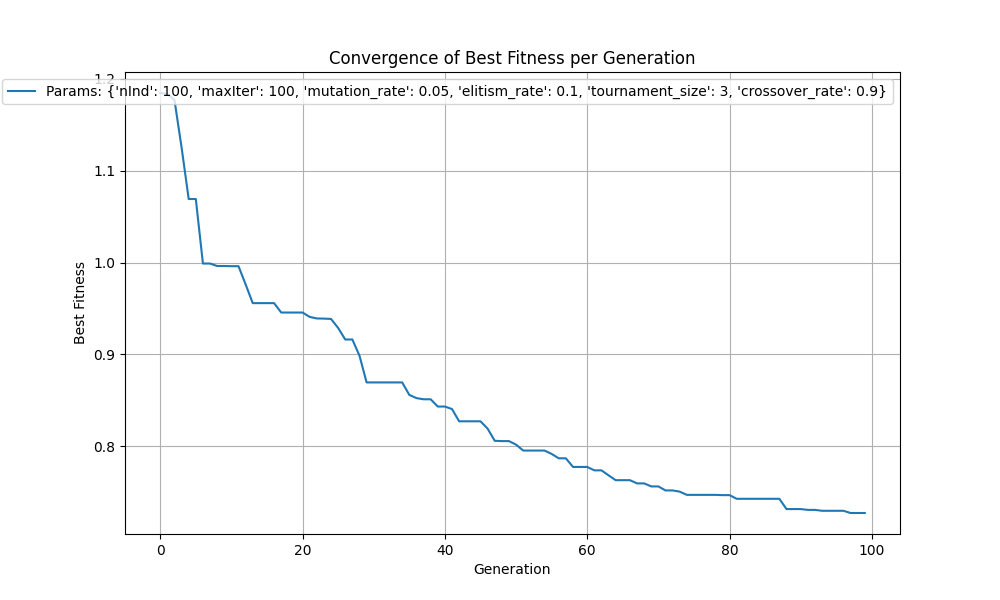 Convergence of Best Fitness per Generation
Params: {'nInd': 100, 'maxIter': 100, 'mutation_rate': 0.05, 'elitism_rate': 0.1, 'tournament_size': 3, 'crossover_rate': 0.9}
1.2
1.1
1.0
0.9
0.8
Best Fitness
0 20 40 60 80 100
Generation